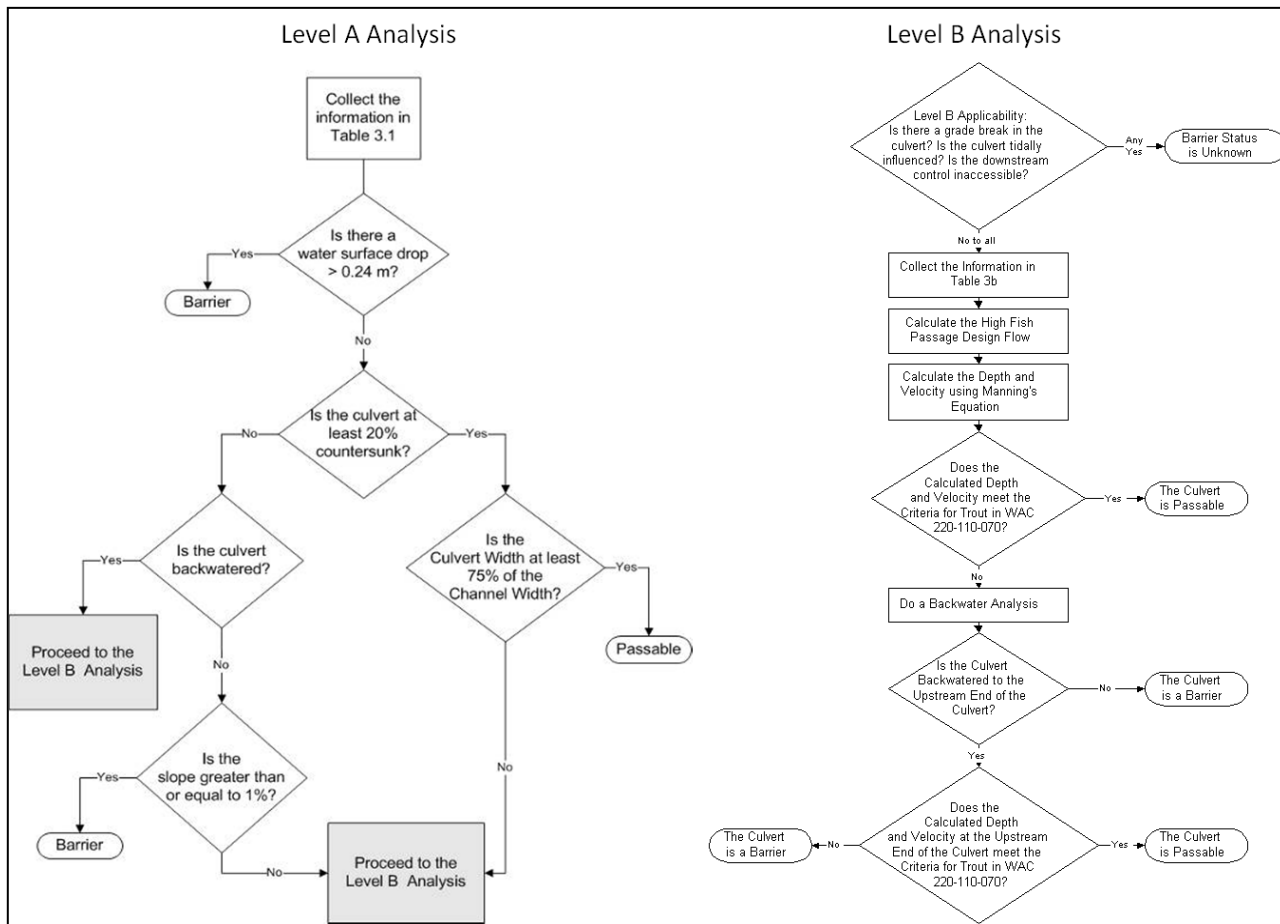 Level A Analysis
Collect the
information in
Table 3.1
Is there a
water surface drop
> 0.24 m?
Yes
Barrier
No
Is the culvert at
least 20%
countersunk?
No
Yes
Is the culvert
backwatered?
Yes
Proceed to the
Level B Analysis
No
Is the
slope greater than
or equal to 1%?
Yes
Barrier
No
Is the
Culvert Width at least
75% of the
Channel Width?
Yes
Passable
No
Proceed to the
Level B Analysis
Level B Analysis
Level B Applicability:
Is there a grade break in the
culvert? Is the culvert tidally
influenced? Is the downstream
control inaccessible?
Any
Yes
Barrier Status
is Unknown
No to all
Collect the Information in
Table 3b
Calculate the High Fish
Passage Design Flow
Calculate the Depth and
Velocity using Manning's
Equation
Does the
Calculated Depth
and Velocity meet the
Criteria for Trout in WAC
220-110-070?
Yes
The Culvert
is Passable
No
Do a Backwater Analysis
Is the Culvert
Backwatered to the
Upstream End of the
Culvert?
No
The Culvert
is a Barrier
Yes
Does the
Calculated Depth
and Velocity at the Upstream
End of the Culvert meet the
Criteria for Trout in WAC
220-110-070?
No
The Culvert
is a Barrier
Yes
The Culvert
is Passable